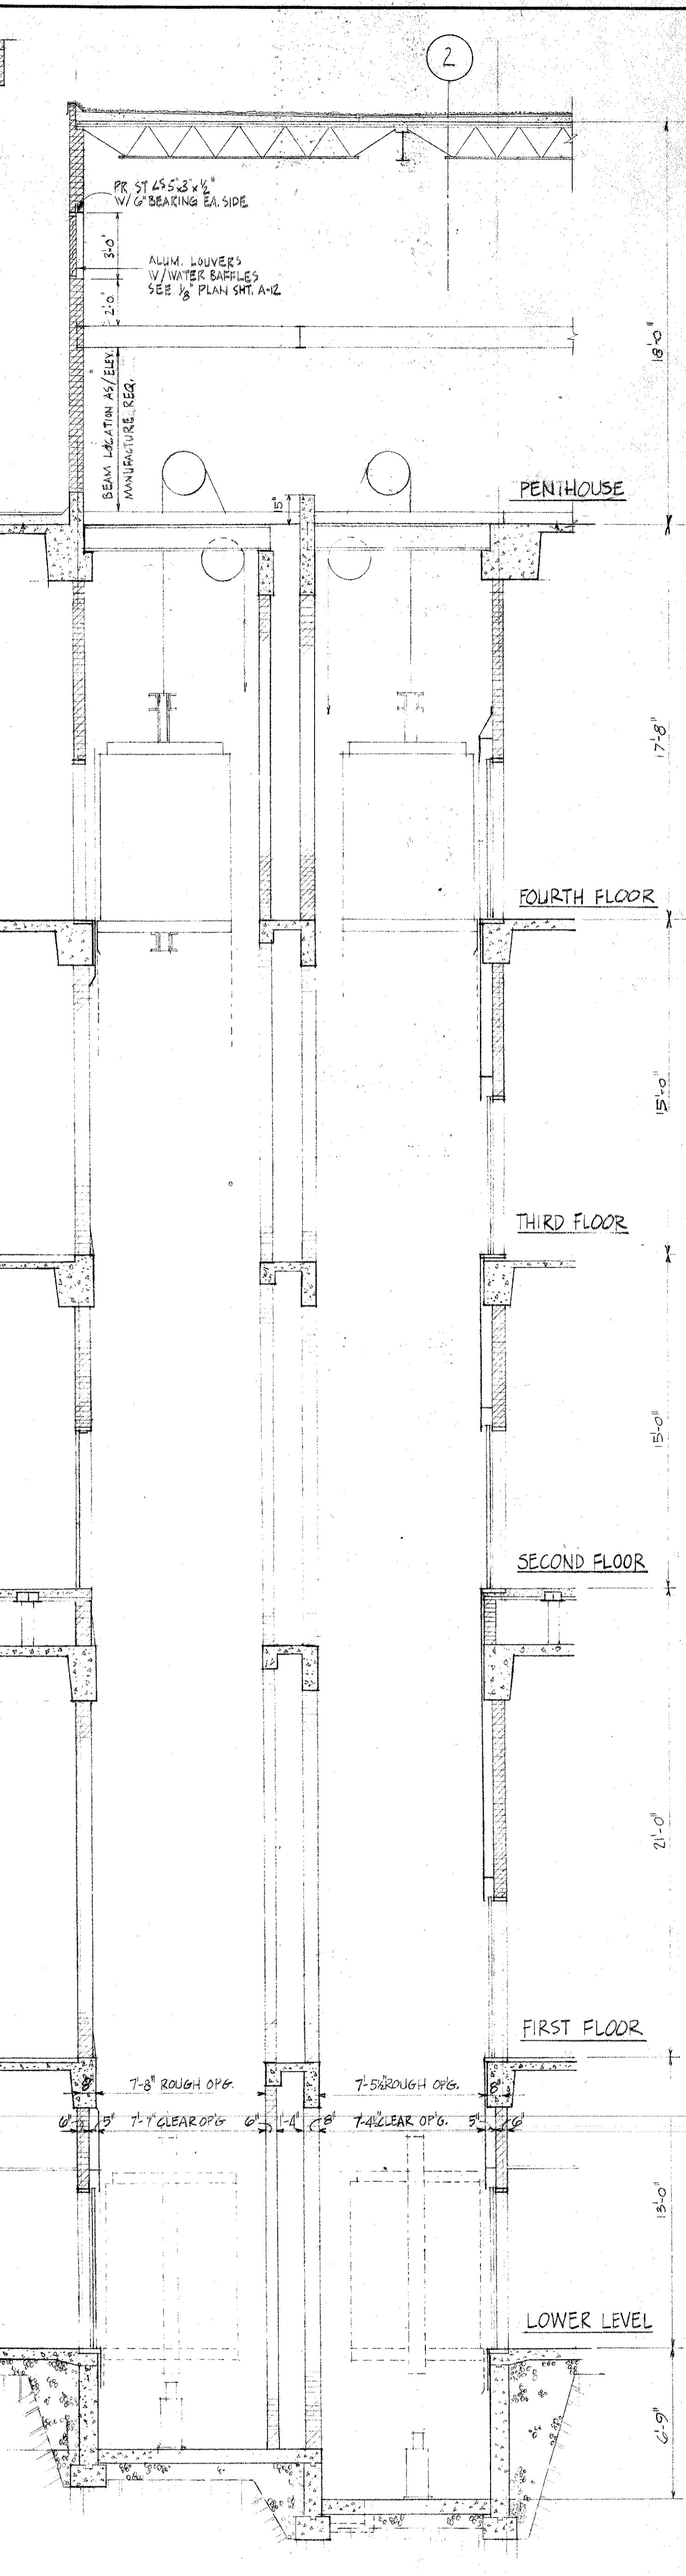 2
PR. ST ∠S 5"x3"x½"
W/6" BEARING EA. SIDE
3'-0"
ALUM. LOUVERS
W/WATER BAFFLES
SEE ⅛" PLAN SHT. A-12
2'-0"
18'-0"
BEAM LOCATION AS/ELEV.
MANUFACTURE REQ.
15"
PENTHOUSE
17'-8"
FOURTH FLOOR
15'-0"
THIRD FLOOR
15'-0"
SECOND FLOOR
21'-0"
FIRST FLOOR
8" 7'-8" ROUGH OP'G. 7'-5½" ROUGH OP'G. 8"
6" 5" 7'-7" CLEAR OP'G 6" 1'-4" 8" 7'-4½" CLEAR OP'G. 5" 6"
13'-0"
LOWER LEVEL
6'-9"